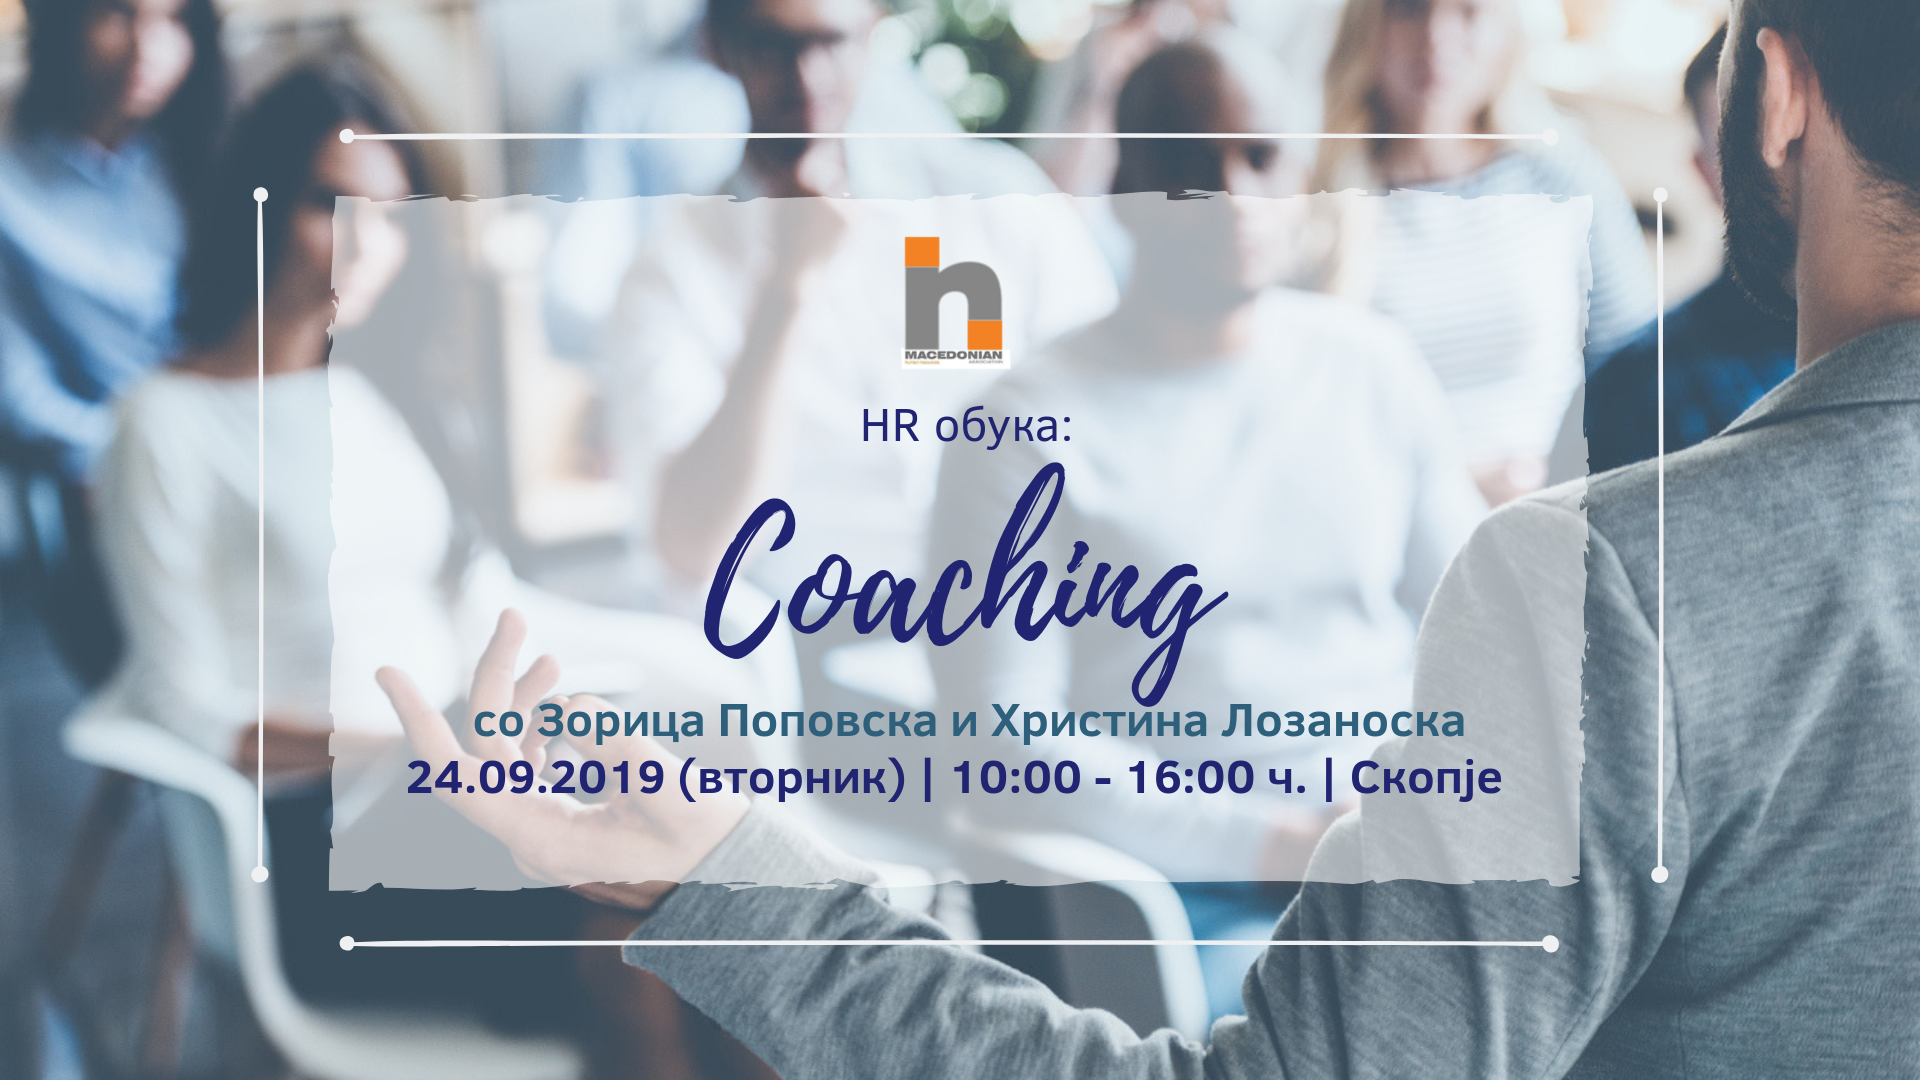 MACEDONIAN
HR обука:
Coaching
со Зорица Поповска и Христина Лозаноска
24.09.2019 (вторник) | 10:00 - 16:00 ч. | Скопје